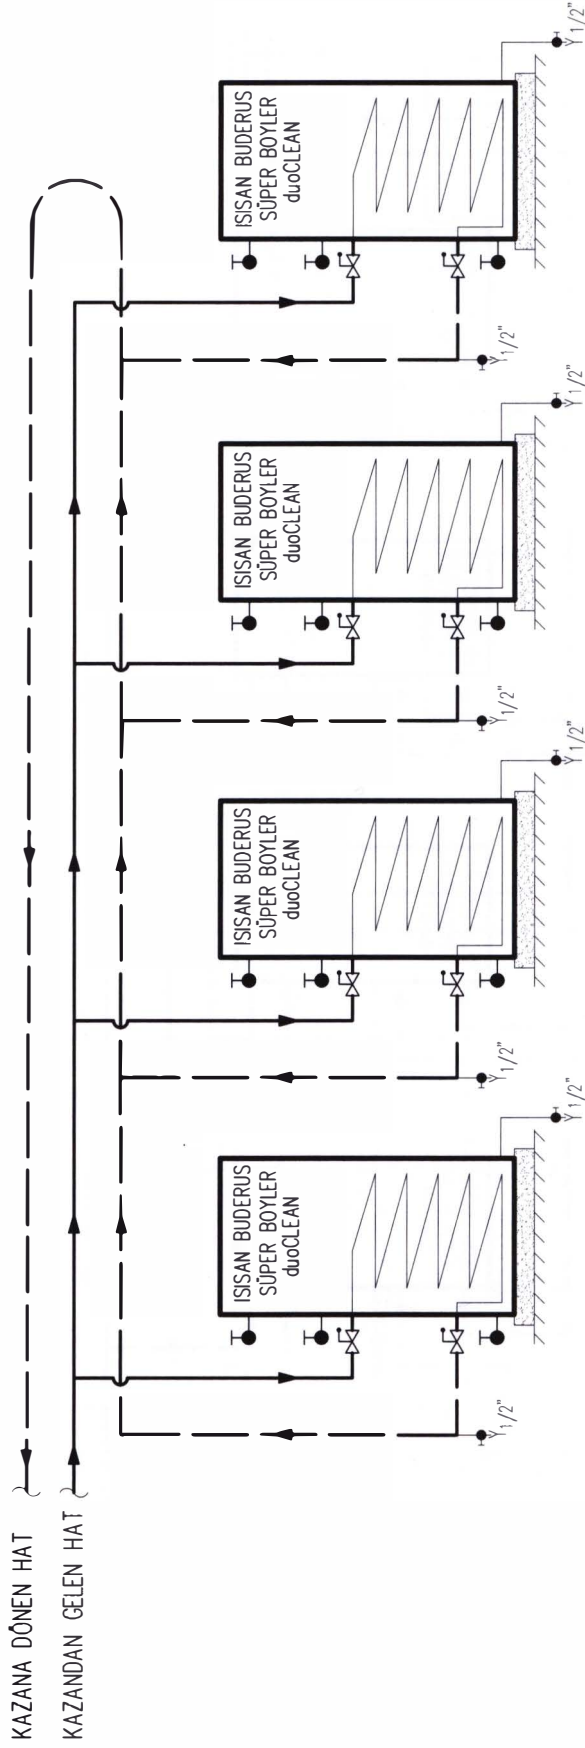 KAZANA DÖNEN HAT
KAZANDAN GELEN HAT
ISISAN BUDERUS
SÜPER BOYLER
duoCLEAN
ISISAN BUDERUS
SÜPER BOYLER
duoCLEAN
ISISAN BUDERUS
SÜPER BOYLER
duoCLEAN
ISISAN BUDERUS
SÜPER BOYLER
duoCLEAN
1/2"
1/2"
1/2"
1/2"
1/2"
1/2"
1/2"
1/2"